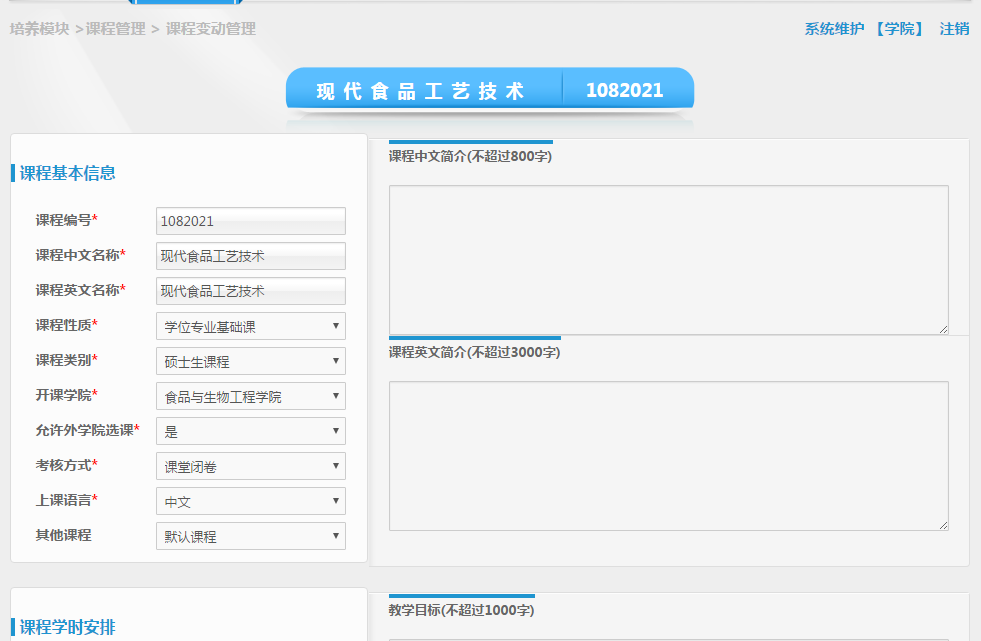 培养模块 >课程管理 > 课程变动管理
系统维护 【学院】 注销
现代食品工艺技术 1082021
课程基本信息
课程编号* 1082021
课程中文名称* 现代食品工艺技术
课程英文名称* 现代食品工艺技术
课程性质* 学位专业基础课
课程类别* 硕士生课程
开课学院* 食品与生物工程学院
允许外学院选课* 是
考核方式* 课堂闭卷
上课语言* 中文
其他课程 默认课程
课程中文简介(不超过800字)
课程英文简介(不超过3000字)
课程学时安排
教学目标(不超过1000字)